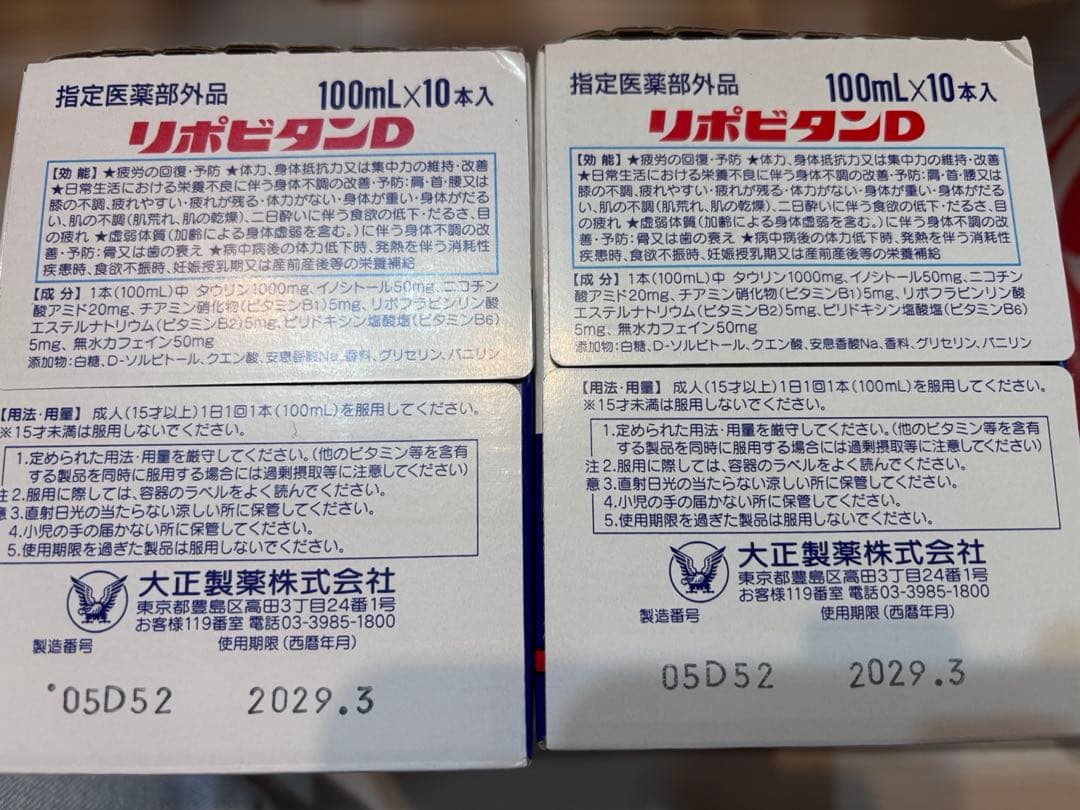 指定医薬部外品 100mL×10本入
リポビタンD
【効能】★疲労の回復・予防 ★体力、身体抵抗力又は集中力の維持・改善
★日常生活における栄養不良に伴う身体不調の改善・予防:肩・首・腰又は
膝の不調、疲れやすい・疲れが残る・体力がない・身体が重い・身体がだる
い、肌の不調(肌荒れ、肌の乾燥)、二日酔いに伴う食欲の低下・だるさ、目
の疲れ ★虚弱体質(加齢による身体虚弱を含む。)に伴う身体不調の改
善・予防:骨又は歯の衰え ★病中病後の体力低下時、発熱を伴う消耗性
疾患時、食欲不振時、妊娠授乳期又は産前産後等の栄養補給
【成分】1本(100mL)中 タウリン1000mg、イノシトール50mg、ニコチン
酸アミド20mg、チアミン硝化物(ビタミンB1)5mg、リボフラビンリン酸
エステルナトリウム(ビタミンB2)5mg、ピリドキシン塩酸塩(ビタミンB6)
5mg、無水カフェイン50mg
添加物:白糖、D-ソルビトール、クエン酸、安息香酸Na、香料、グリセリン、バニリン
【用法・用量】成人(15才以上)1日1回1本(100mL)を服用してください。
※15才未満は服用しないでください。
1.定められた用法・用量を厳守してください。(他のビタミン等を含有
する製品を同時に服用する場合には過剰摂取等に注意してください)
注 2.服用に際しては、容器のラベルをよく読んでください。
意 3.直射日光の当たらない涼しい所に保管してください。
4.小児の手の届かない所に保管してください。
5.使用期限を過ぎた製品は服用しないでください。
大正製薬株式会社
東京都豊島区高田3丁目24番1号
お客様119番室 電話03-3985-1800
製造番号 使用期限(西暦年月)
05D52 2029.3
指定医薬部外品 100mL×10本入
リポビタンD
【効能】★疲労の回復・予防 ★体力、身体抵抗力又は集中力の維持・改善
★日常生活における栄養不良に伴う身体不調の改善・予防:肩・首・腰又は
膝の不調、疲れやすい・疲れが残る・体力がない・身体が重い・身体がだる
い、肌の不調(肌荒れ、肌の乾燥)、二日酔いに伴う食欲の低下・だるさ、目
の疲れ ★虚弱体質(加齢による身体虚弱を含む。)に伴う身体不調の改
善・予防:骨又は歯の衰え ★病中病後の体力低下時、発熱を伴う消耗性
疾患時、食欲不振時、妊娠授乳期又は産前産後等の栄養補給
【成分】1本(100mL)中 タウリン1000mg、イノシトール50mg、ニコチン
酸アミド20mg、チアミン硝化物(ビタミンB1)5mg、リボフラビンリン酸
エステルナトリウム(ビタミンB2)5mg、ピリドキシン塩酸塩(ビタミンB6)
5mg、無水カフェイン50mg
添加物:白糖、D-ソルビトール、クエン酸、安息香酸Na、香料、グリセリン、バニリン
【用法・用量】成人(15才以上)1日1回1本(100mL)を服用してください。
※15才未満は服用しないでください。
1.定められた用法・用量を厳守してください。(他のビタミン等を含有
する製品を同時に服用する場合には過剰摂取等に注意してください)
注 2.服用に際しては、容器のラベルをよく読んでください。
意 3.直射日光の当たらない涼しい所に保管してください。
4.小児の手の届かない所に保管してください。
5.使用期限を過ぎた製品は服用しないでください。
大正製薬株式会社
東京都豊島区高田3丁目24番1号
お客様119番室 電話03-3985-1800
製造番号 使用期限(西暦年月)
05D52 2029.3